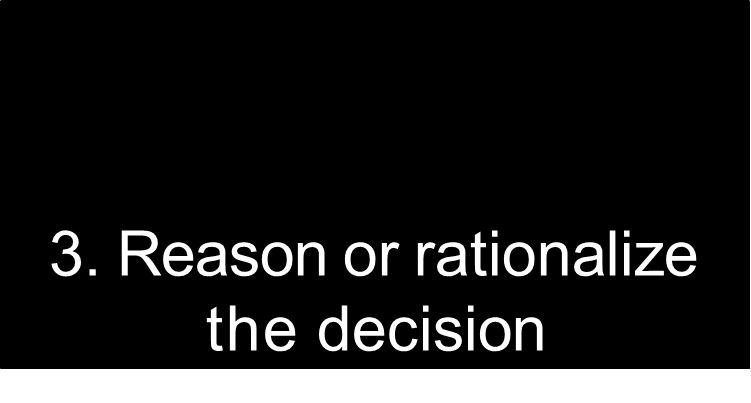 3. Reason or rationalize
the decision